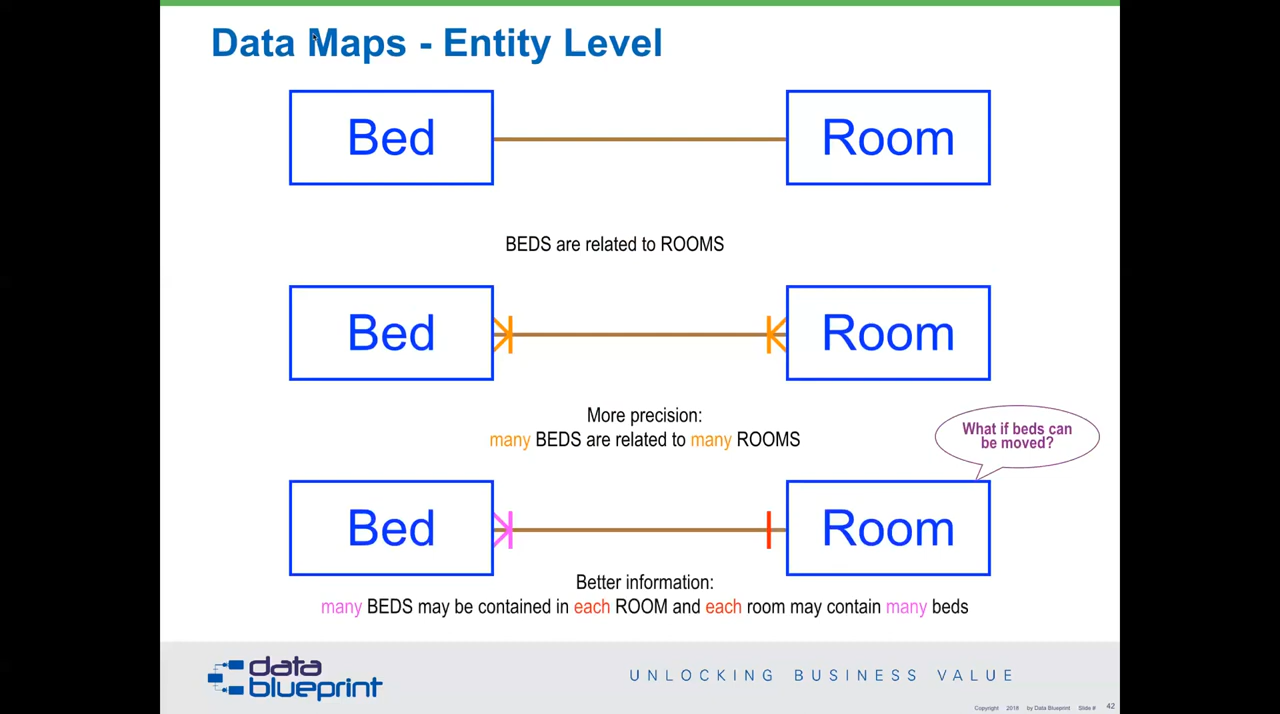 Data Maps - Entity Level
Bed
Room
BEDS are related to ROOMS
Bed
Room
More precision:
many BEDS are related to many ROOMS
What if beds can
be moved?
Bed
Room
Better information:
many BEDS may be contained in each ROOM and each room may contain many beds
data
blueprint
UNLOCKING BUSINESS VALUE
Copyright 2018 by Data Blueprint Slide # 42